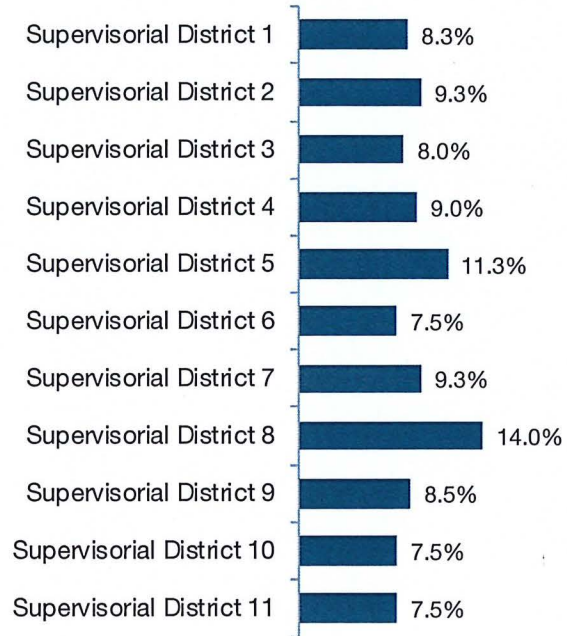 Supervisorial District 1 8.3%
Supervisorial District 2 9.3%
Supervisorial District 3 8.0%
Supervisorial District 4 9.0%
Supervisorial District 5 11.3%
Supervisorial District 6 7.5%
Supervisorial District 7 9.3%
Supervisorial District 8 14.0%
Supervisorial District 9 8.5%
Supervisorial District 10 7.5%
Supervisorial District 11 7.5%